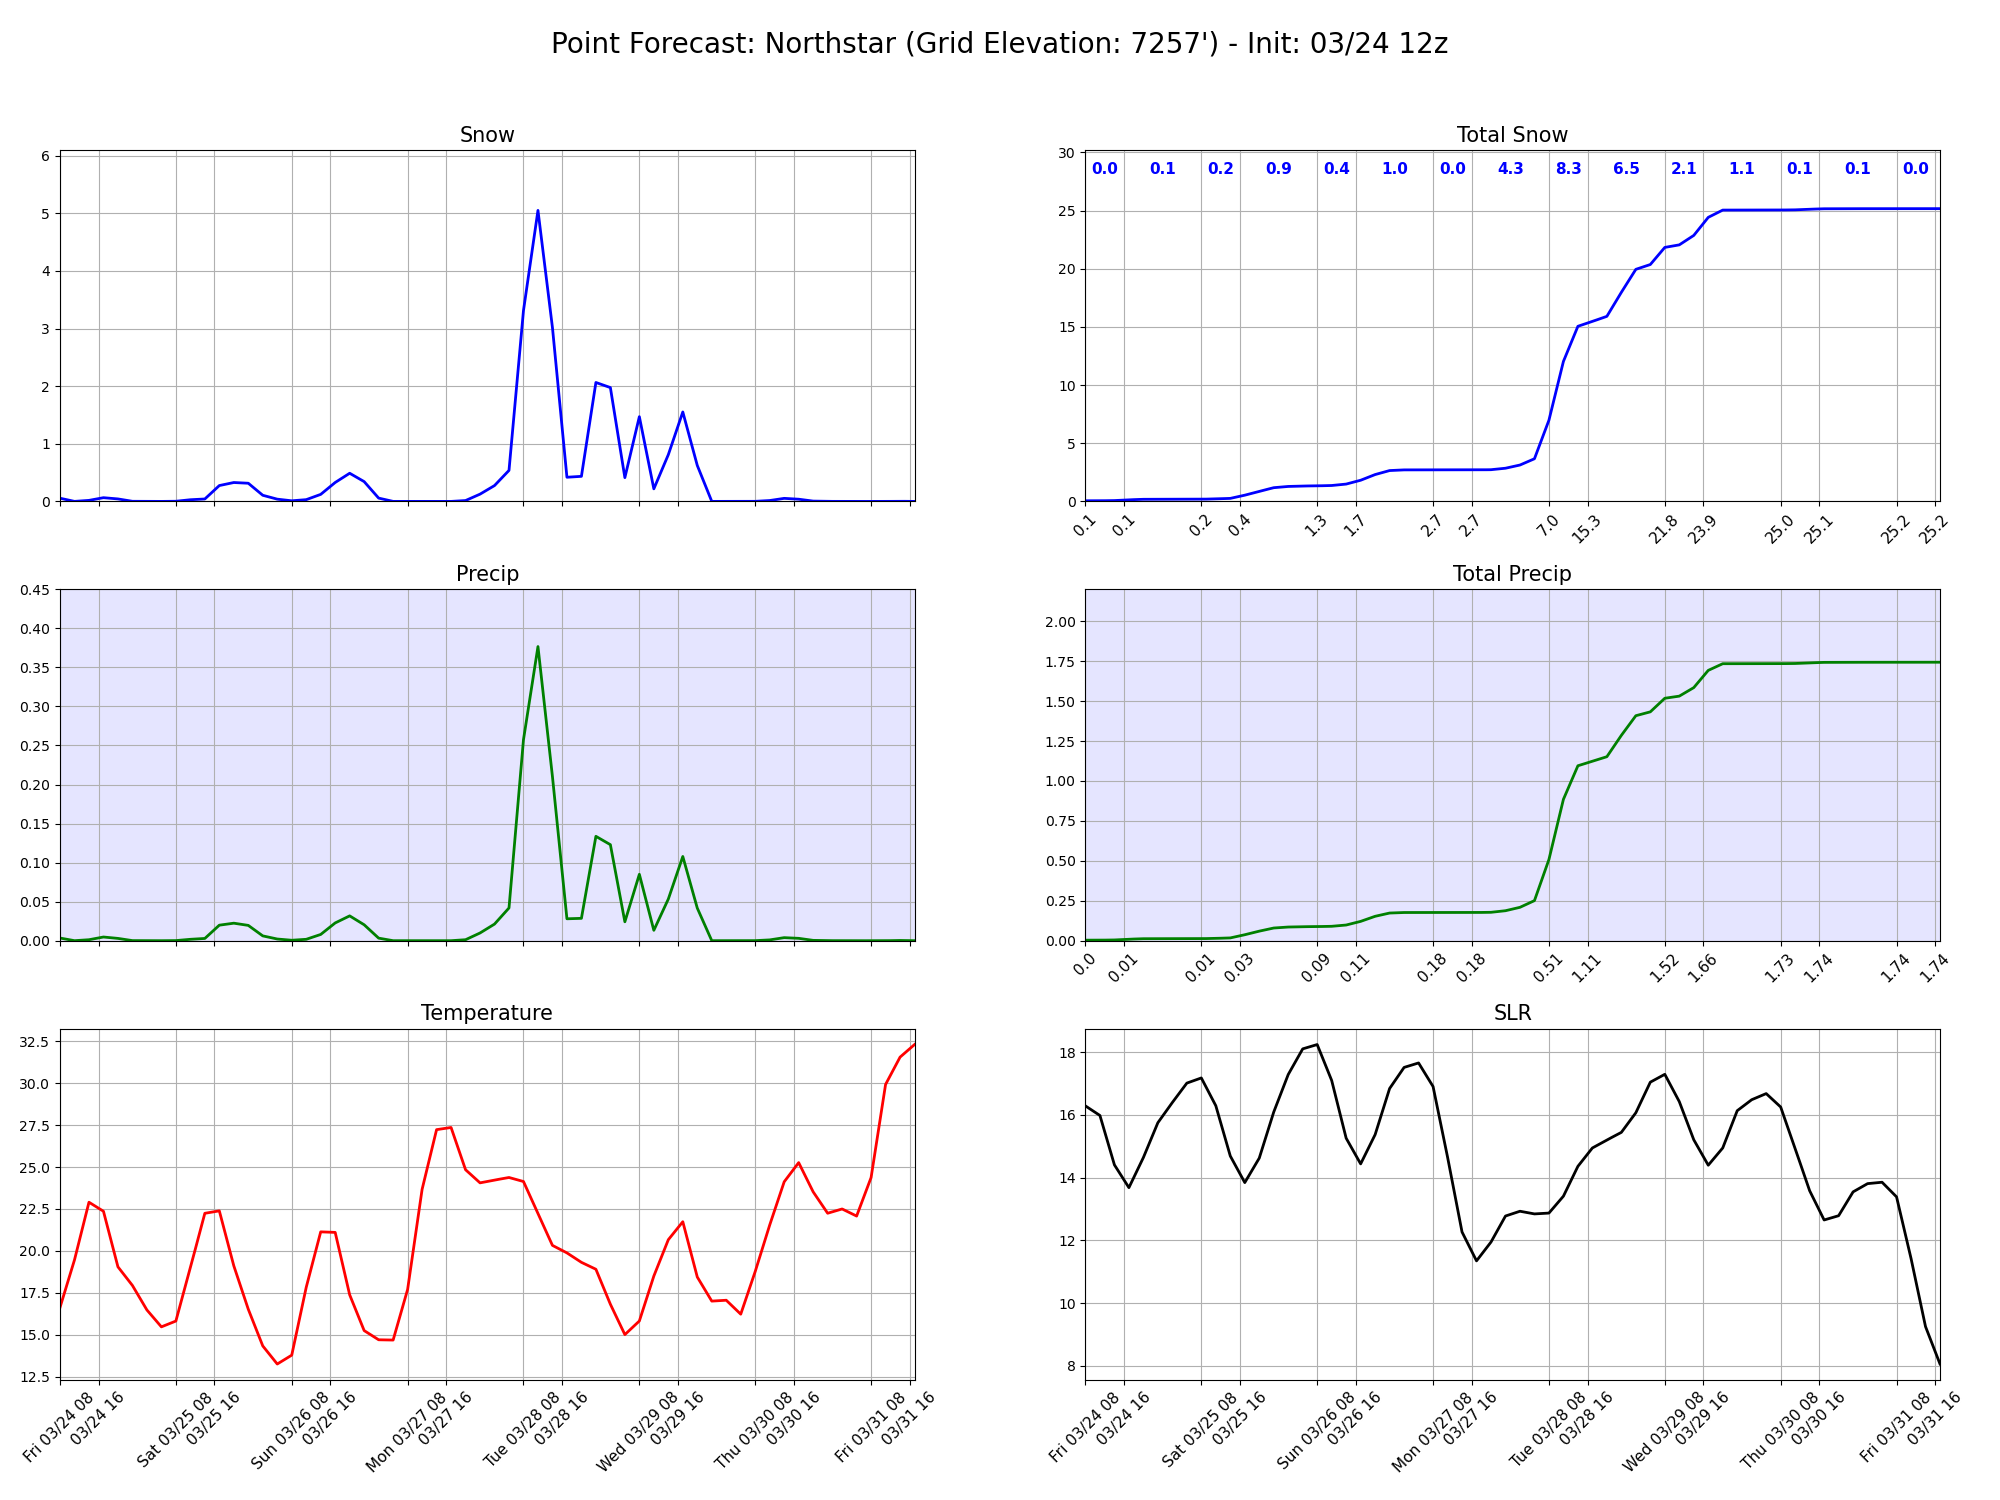 Point Forecast: Northstar (Grid Elevation: 7257') - Init: 03/24 12z
Snow
6
5
4
3
2
1
0
Total Snow
30
25
20
15
10
5
0
0.0 0.1 0.2 0.9 0.4 1.0 0.0 4.3 8.3 6.5 2.1 1.1 0.1 0.1 0.0
0.1 0.1 0.2 0.4 1.3 1.7 2.7 2.7 7.0 15.3 21.8 23.9 25.0 25.1 25.2 25.2
Precip
0.45
0.40
0.35
0.30
0.25
0.20
0.15
0.10
0.05
0.00
Total Precip
2.00
1.75
1.50
1.25
1.00
0.75
0.50
0.25
0.00
0.0 0.01 0.01 0.03 0.09 0.11 0.18 0.18 0.51 1.11 1.52 1.66 1.73 1.74 1.74 1.74
Temperature
32.5
30.0
27.5
25.0
22.5
20.0
17.5
15.0
12.5
Fri 03/24 08
03/24 16
Sat 03/25 08
03/25 16
Sun 03/26 08
03/26 16
Mon 03/27 08
03/27 16
Tue 03/28 08
03/28 16
Wed 03/29 08
03/29 16
Thu 03/30 08
03/30 16
Fri 03/31 08
03/31 16
SLR
18
16
14
12
10
8
Fri 03/24 08
03/24 16
Sat 03/25 08
03/25 16
Sun 03/26 08
03/26 16
Mon 03/27 08
03/27 16
Tue 03/28 08
03/28 16
Wed 03/29 08
03/29 16
Thu 03/30 08
03/30 16
Fri 03/31 08
03/31 16